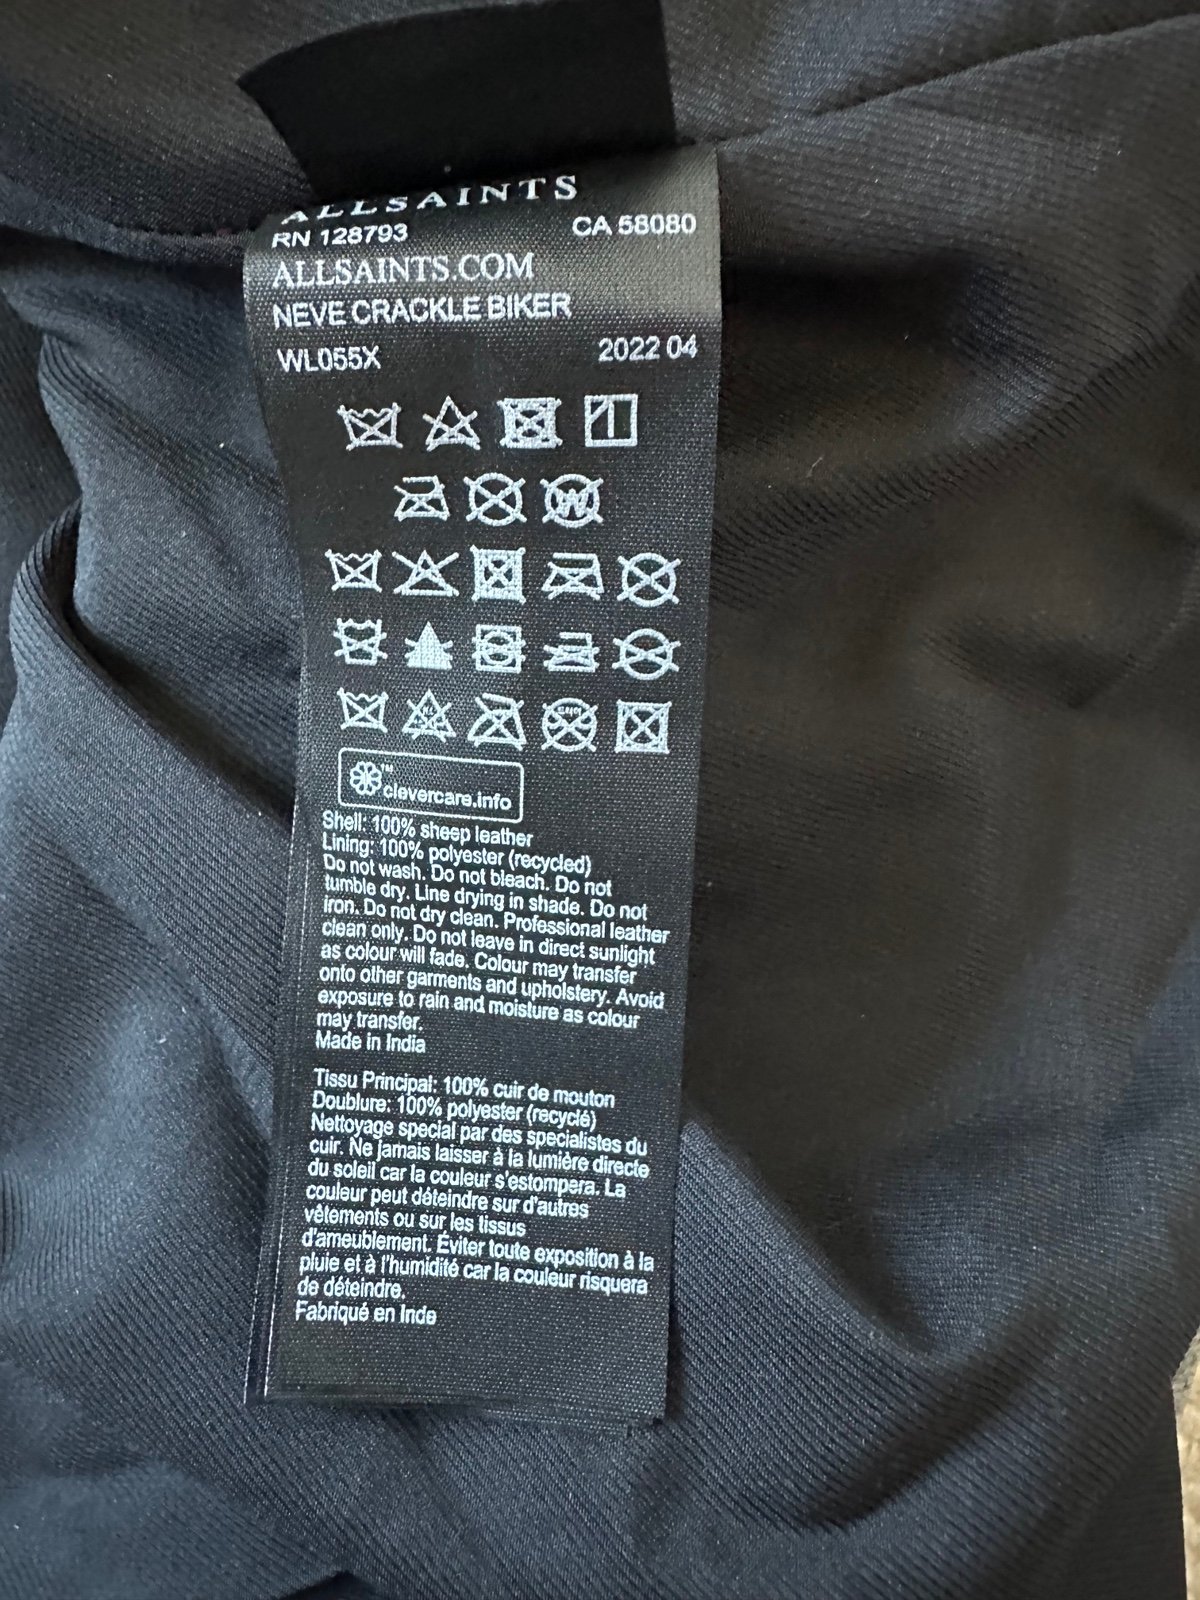 ALLSAINTS
RN 128793 CA 58080
ALLSAINTS.COM
NEVE CRACKLE BIKER
WL055X 2022 04
W
clevercare.info
Shell: 100% sheep leather
Lining: 100% polyester (recycled)
Do not wash. Do not bleach. Do not
tumble dry. Line drying in shade. Do not
iron. Do not dry clean. Professional leather
clean only. Do not leave in direct sunlight
as colour will fade. Colour may transfer
onto other garments and upholstery. Avoid
exposure to rain and moisture as colour
may transfer.
Made in India
Tissu Principal: 100% cuir de mouton
Doublure: 100% polyester (recyclé)
Nettoyage special par des specialistes du
cuir. Ne jamais laisser à la lumière directe
du soleil car la couleur s'estompera. La
couleur peut déteindre sur d'autres
vêtements ou sur les tissus
d'ameublement. Éviter toute exposition à la
pluie et à l'humidité car la couleur risquera
de déteindre.
Fabriqué en Inde